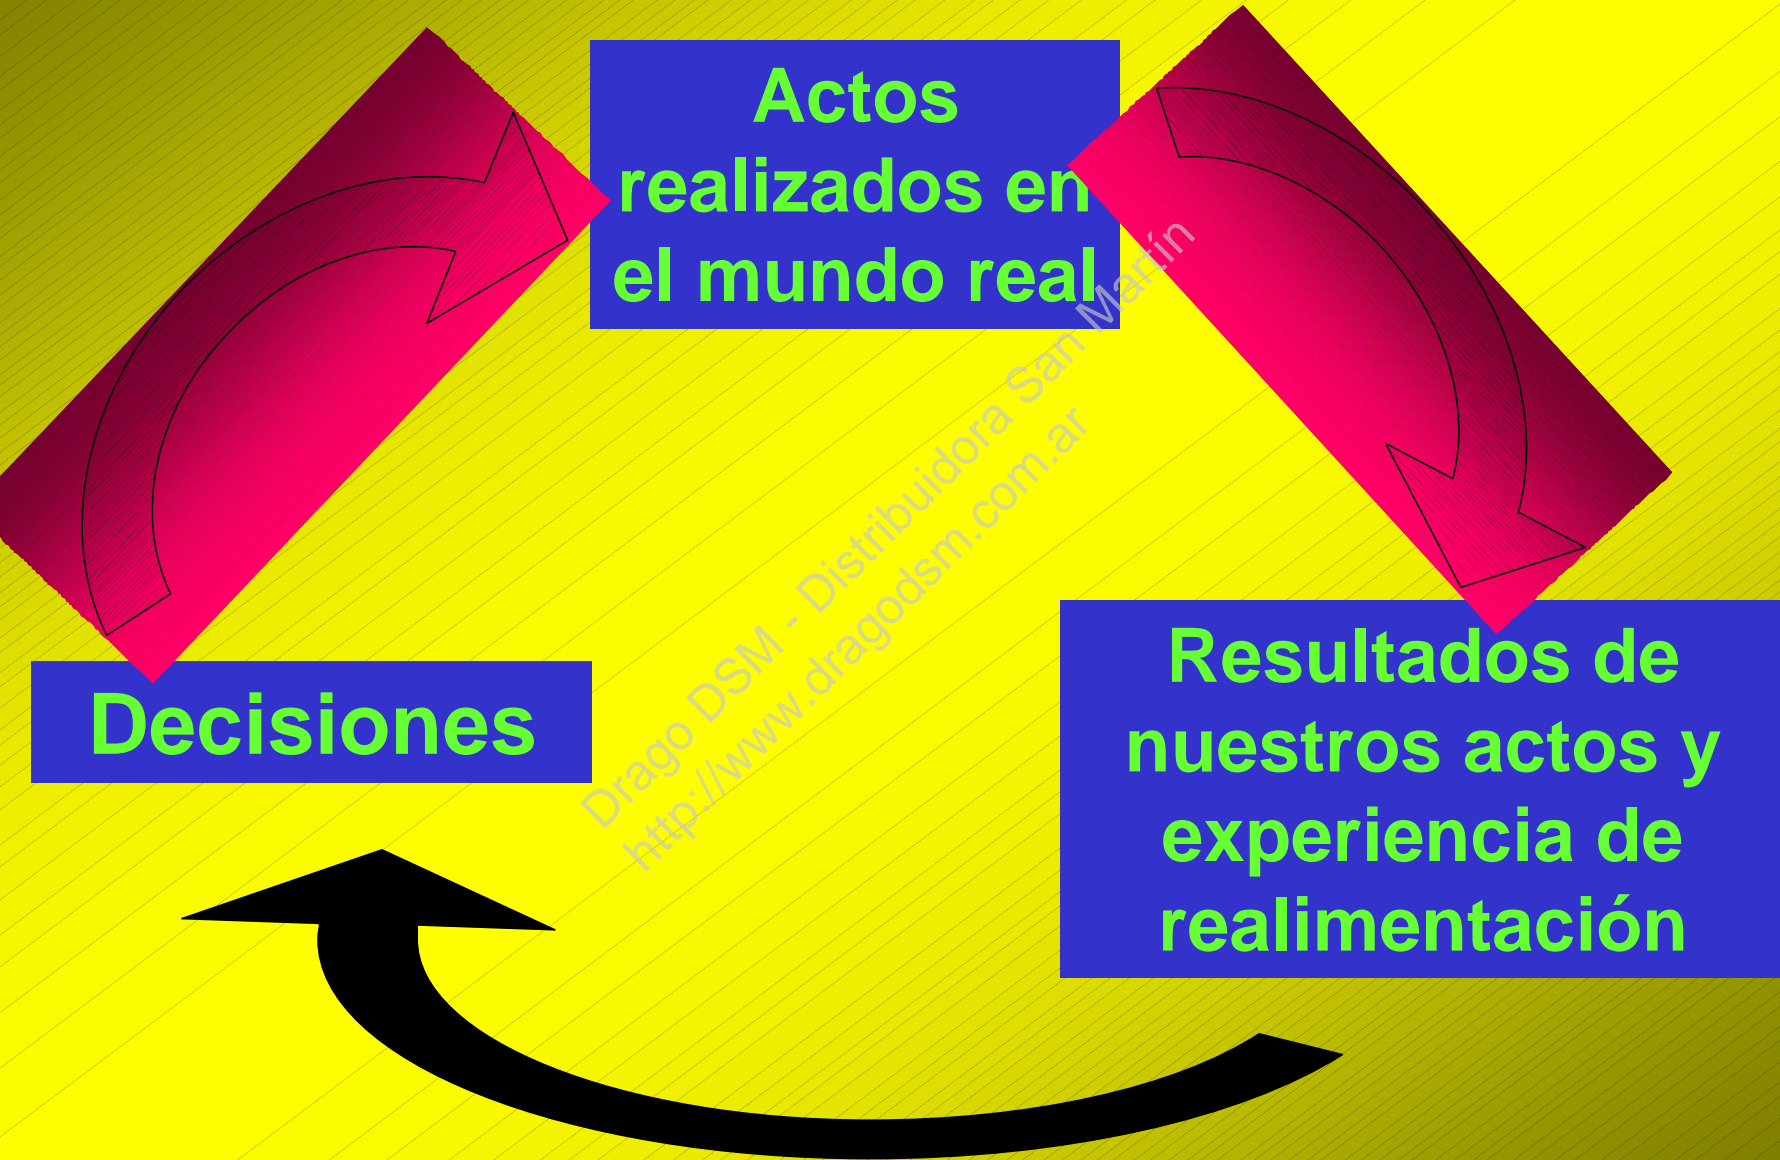 Actos
realizados en
el mundo real
Decisiones
Resultados de
nuestros actos y
experiencia de
realimentación
Drago DSM - Distribuidora San Martín
http://www.dragodsm.com.ar